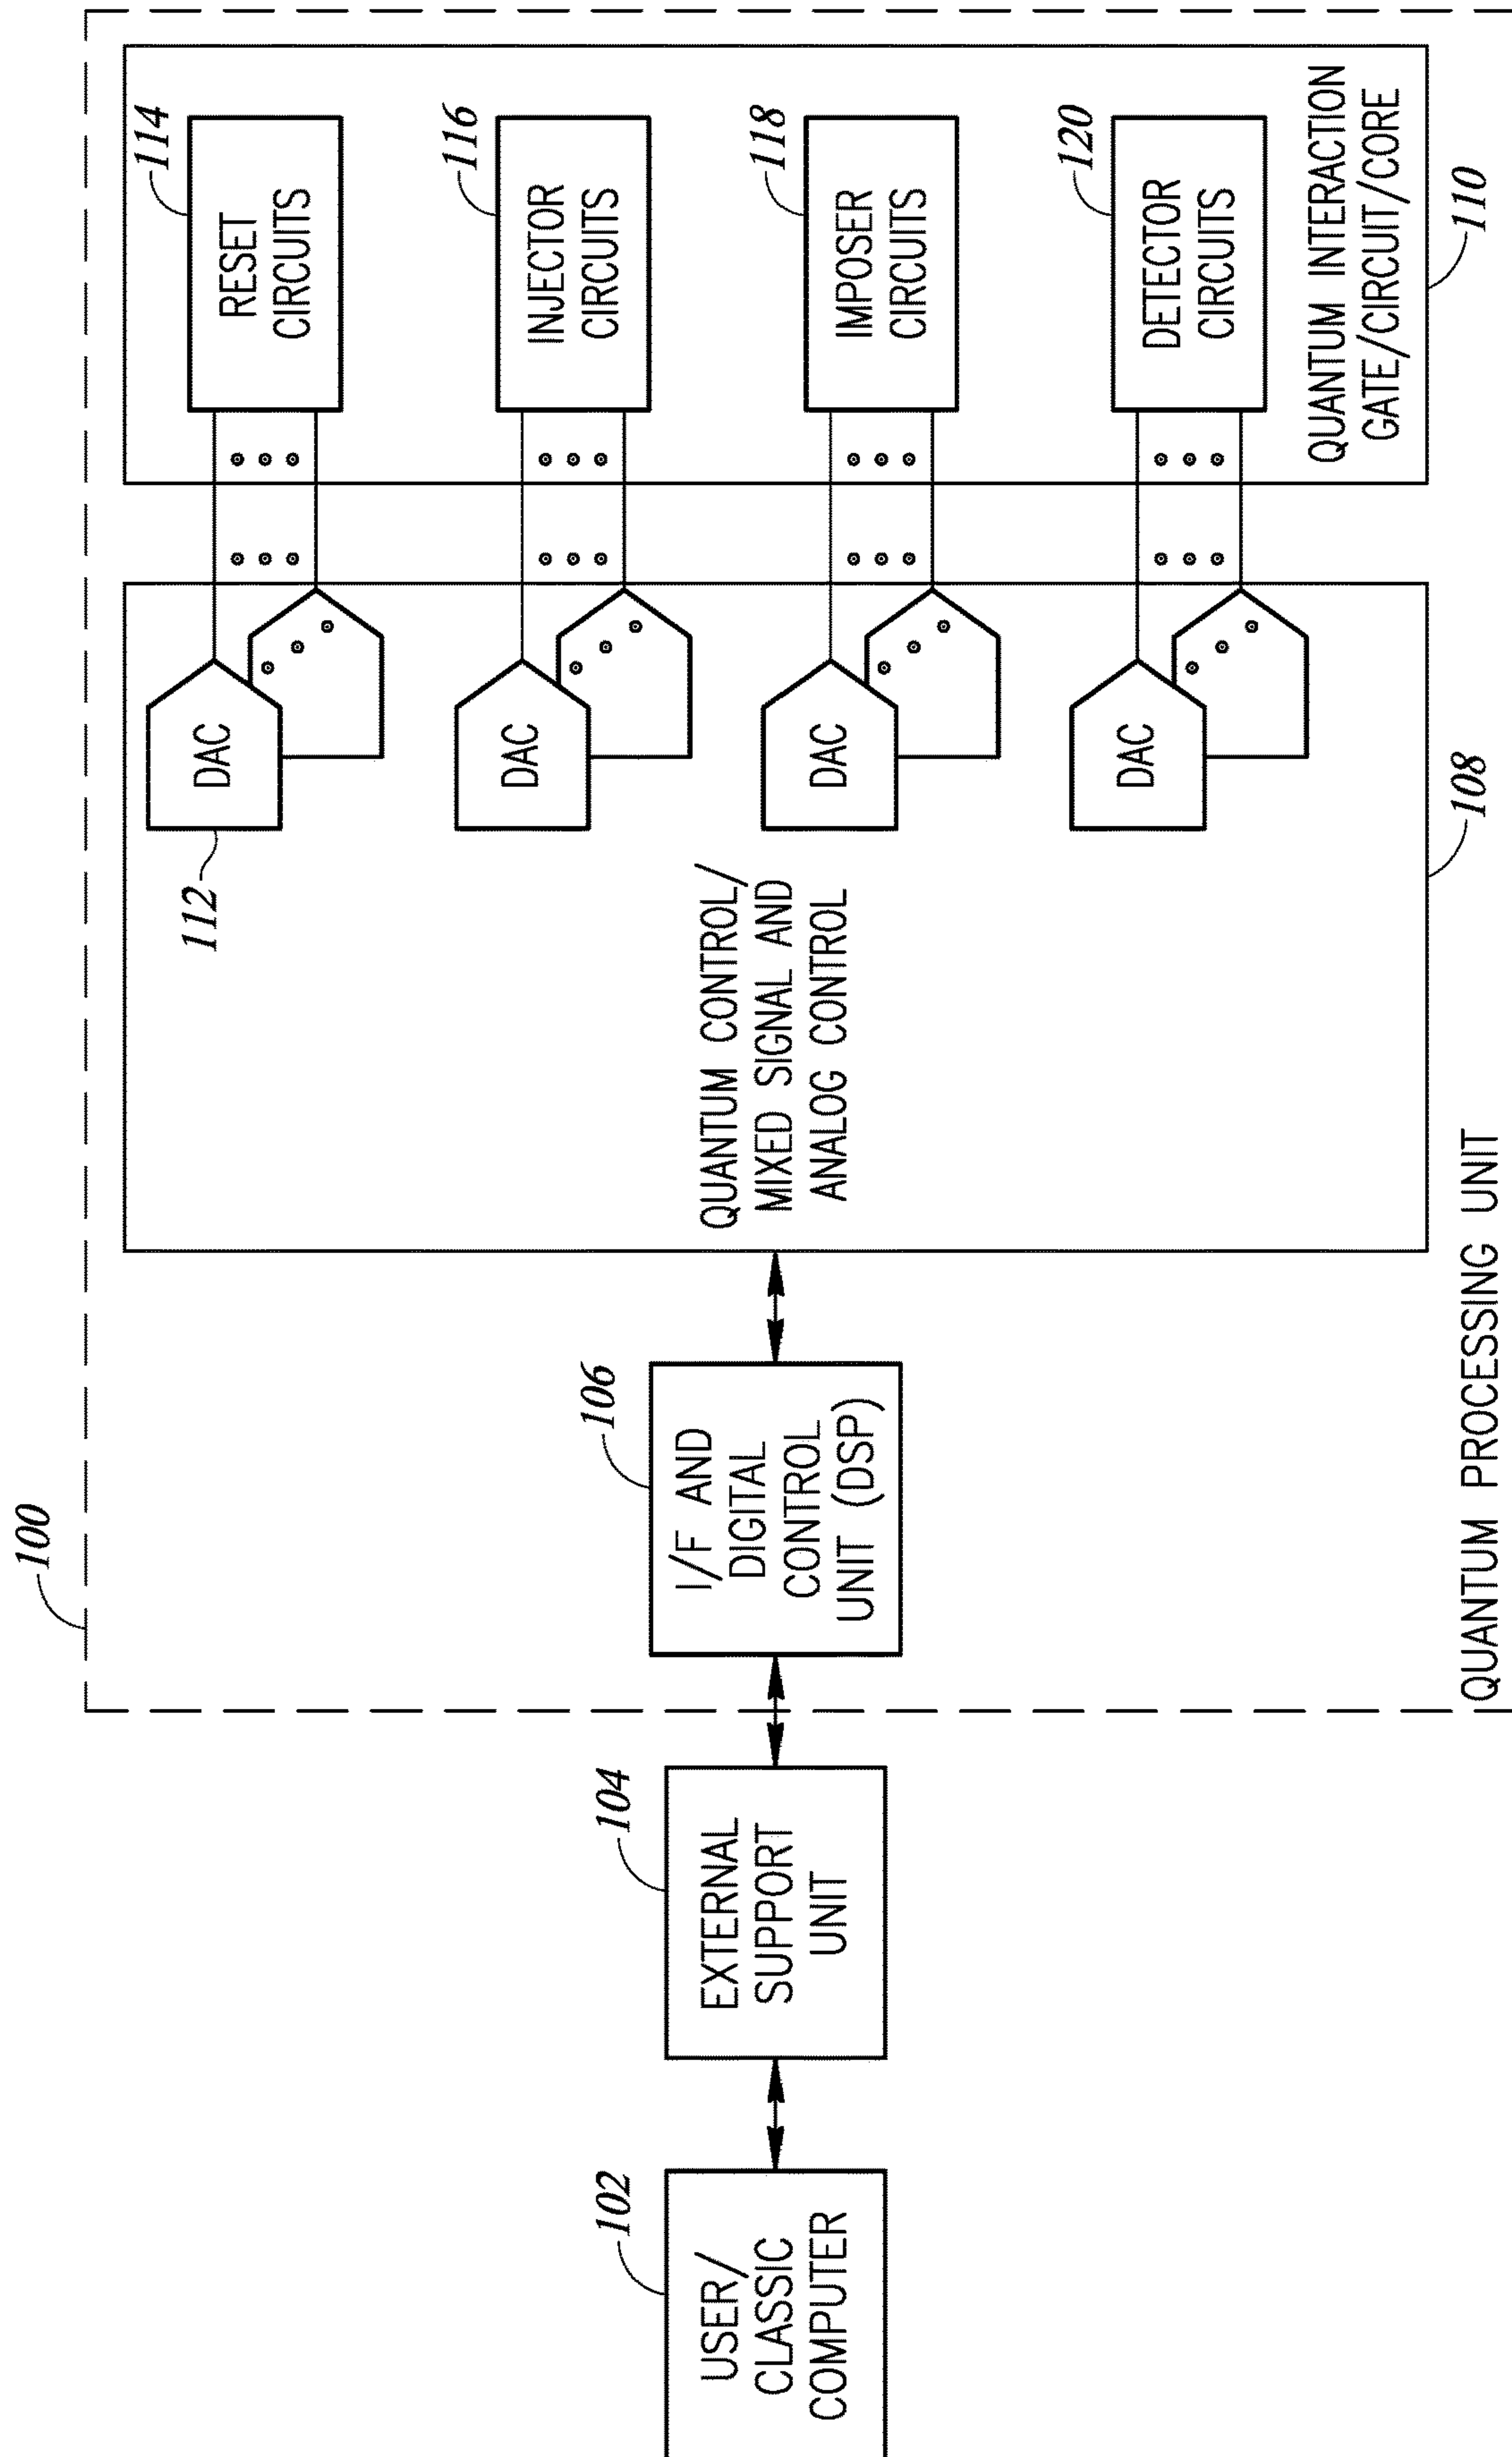 100
102
USER/
CLASSIC
COMPUTER
104
EXTERNAL
SUPPORT
UNIT
106
I/F AND
DIGITAL
CONTROL
UNIT (DSP)
112
DAC
DAC
DAC
DAC
QUANTUM CONTROL/
MIXED SIGNAL AND
ANALOG CONTROL
108
114
RESET
CIRCUITS
116
INJECTOR
CIRCUITS
118
IMPOSER
CIRCUITS
120
DETECTOR
CIRCUITS
QUANTUM INTERACTION
GATE/CIRCUIT/CORE
110
QUANTUM PROCESSING UNIT